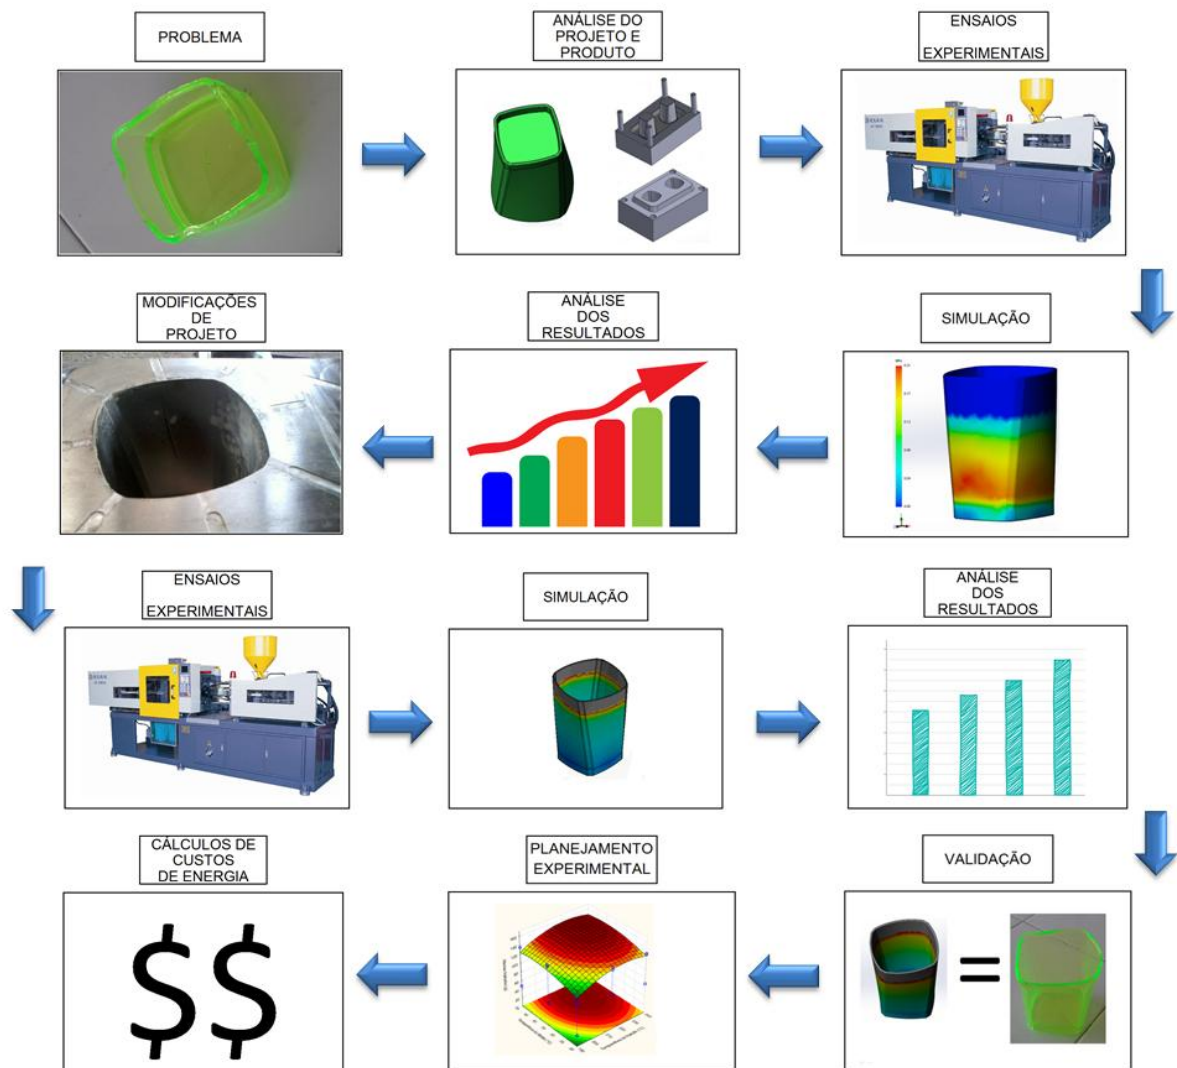 PROBLEMA
ANÁLISE DO
PROJETO E
PRODUTO
ENSAIOS
EXPERIMENTAIS
MODIFICAÇÕES
DE
PROJETO
ANÁLISE
DOS
RESULTADOS
SIMULAÇÃO
ENSAIOS
EXPERIMENTAIS
SIMULAÇÃO
ANÁLISE
DOS
RESULTADOS
CÁLCULOS DE
CUSTOS
DE ENERGIA
PLANEJAMENTO
EXPERIMENTAL
VALIDAÇÃO
$$
=